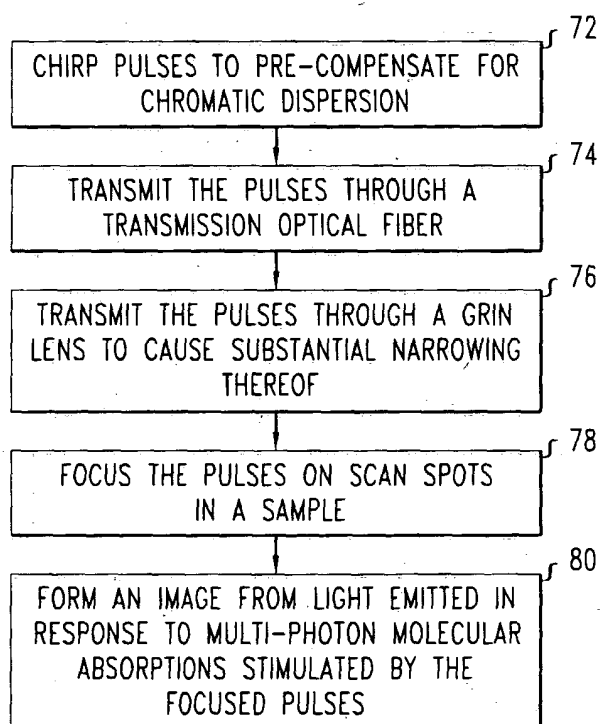 72
CHIRP PULSES TO PRE-COMPENSATE FOR
CHROMATIC DISPERSION
74
TRANSMIT THE PULSES THROUGH A
TRANSMISSION OPTICAL FIBER
76
TRANSMIT THE PULSES THROUGH A GRIN
LENS TO CAUSE SUBSTANTIAL NARROWING
THEREOF
78
FOCUS THE PULSES ON SCAN SPOTS
IN A SAMPLE
80
FORM AN IMAGE FROM LIGHT EMITTED IN
RESPONSE TO MULTI-PHOTON MOLECULAR
ABSORPTIONS STIMULATED BY THE
FOCUSED PULSES